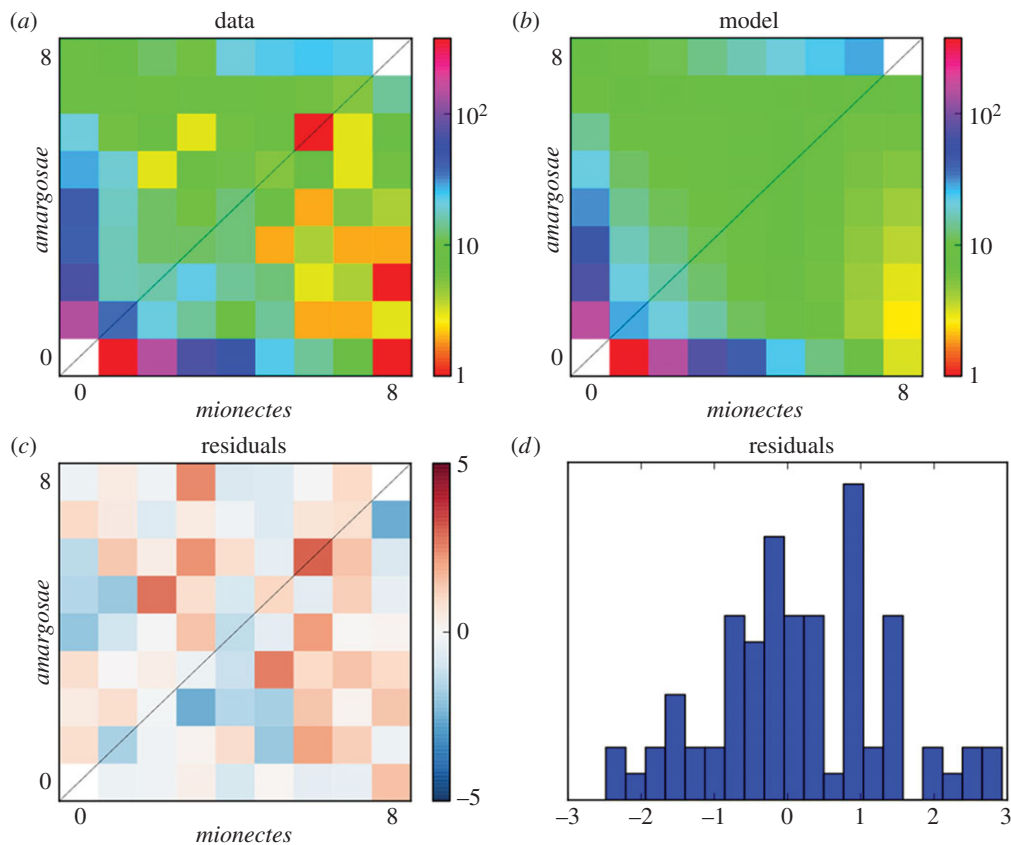 (a) data
8
0
0 8
amargosae
mionectes
10²
10
1
(b) model
8
0
0 8
amargosae
mionectes
10²
10
1
(c) residuals
8
0
0 8
amargosae
mionectes
5
0
−5
(d) residuals
−3 −2 −1 0 1 2 3